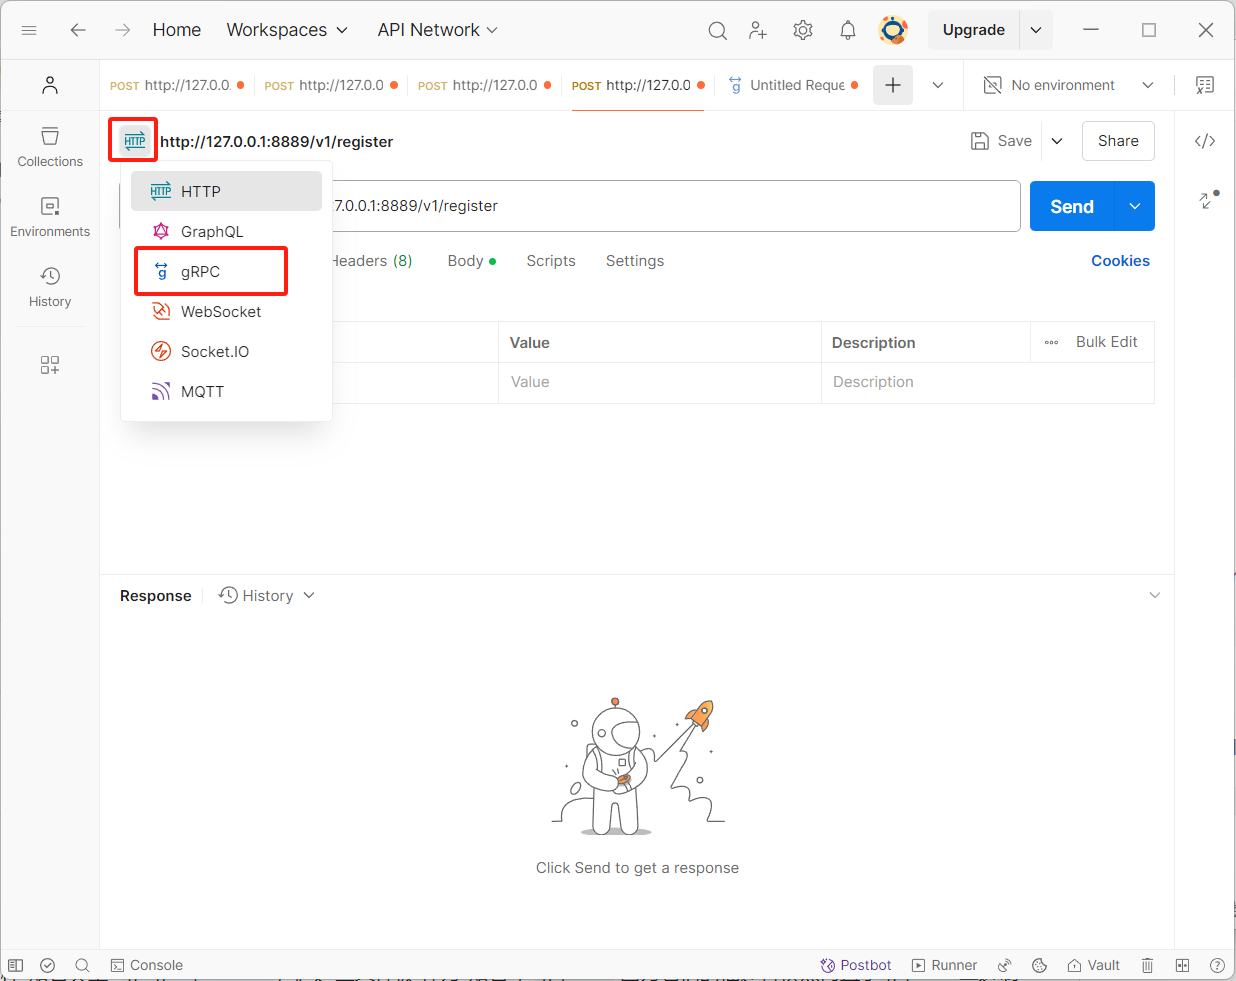 Home Workspaces API Network Upgrade
POST http://127.0.0. POST http://127.0.0 POST http://127.0.0 POST http://127.0.0 Untitled Reque No environment
HTTP http://127.0.0.1:8889/v1/register Save Share
Collections
HTTP HTTP
7.0.0.1:8889/v1/register Send
GraphQL
Environments
Headers (8) Body Scripts Settings Cookies
gRPC
History
WebSocket
Value Description Bulk Edit
Socket.IO
Value Description
MQTT
Response History
Click Send to get a response
Console Postbot Runner Vault